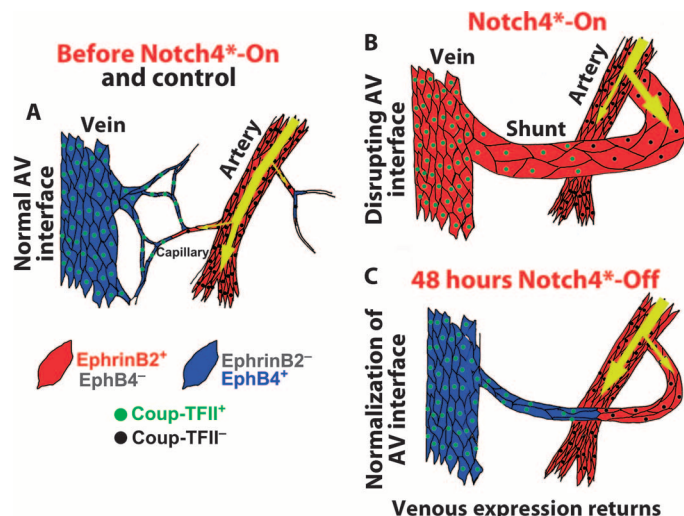 Before Notch4*-On
and control
A
Vein
Artery
Normal AV
interface
Capillary
EphrinB2+
EphB4–
EphrinB2–
EphB4+
Coup-TFII+
Coup-TFII–
Notch4*-On
B
Vein
Artery
Shunt
Disrupting AV
interface
C
48 hours Notch4*-Off
Normalization of
AV interface
Venous expression returns